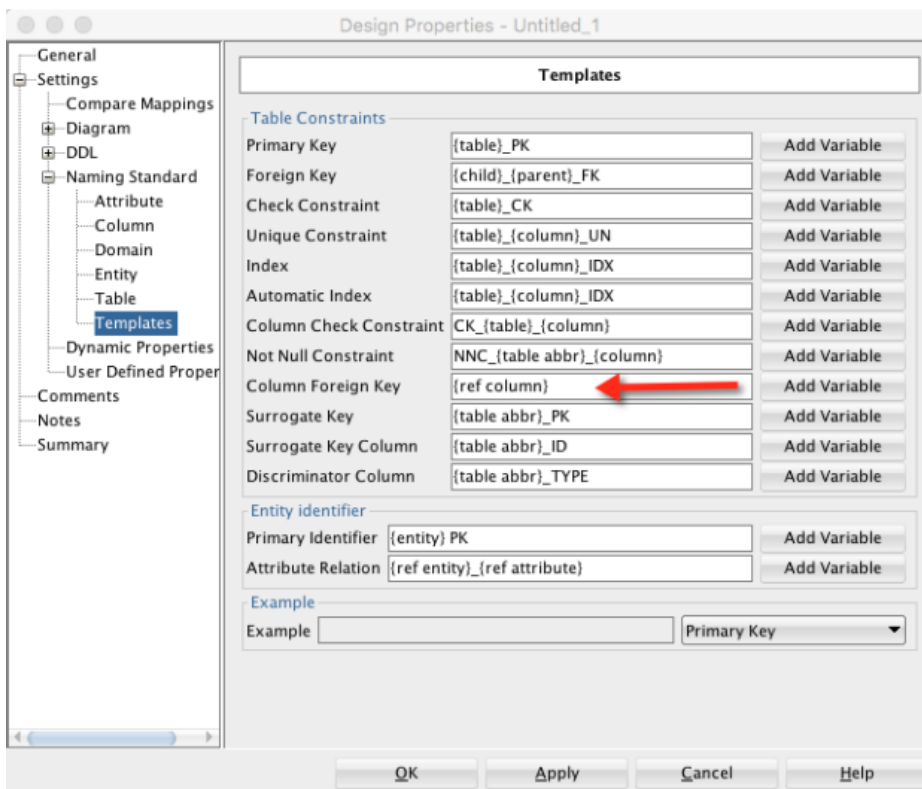 Design Properties - Untitled_1
General
Settings
Compare Mappings
Diagram
DDL
Naming Standard
Attribute
Column
Domain
Entity
Table
Templates
Dynamic Properties
User Defined Proper
Comments
Notes
Summary
Templates
Table Constraints
Primary Key {table}_PK Add Variable
Foreign Key {child}_{parent}_FK Add Variable
Check Constraint {table}_CK Add Variable
Unique Constraint {table}_{column}_UN Add Variable
Index {table}_{column}_IDX Add Variable
Automatic Index {table}_{column}_IDX Add Variable
Column Check Constraint CK_{table}_{column} Add Variable
Not Null Constraint NNC_{table abbr}_{column} Add Variable
Column Foreign Key {ref column} Add Variable
Surrogate Key {table abbr}_PK Add Variable
Surrogate Key Column {table abbr}_ID Add Variable
Discriminator Column {table abbr}_TYPE Add Variable
Entity identifier
Primary Identifier {entity} PK Add Variable
Attribute Relation {ref entity}_{ref attribute} Add Variable
Example
Example Primary Key
OK Apply Cancel Help